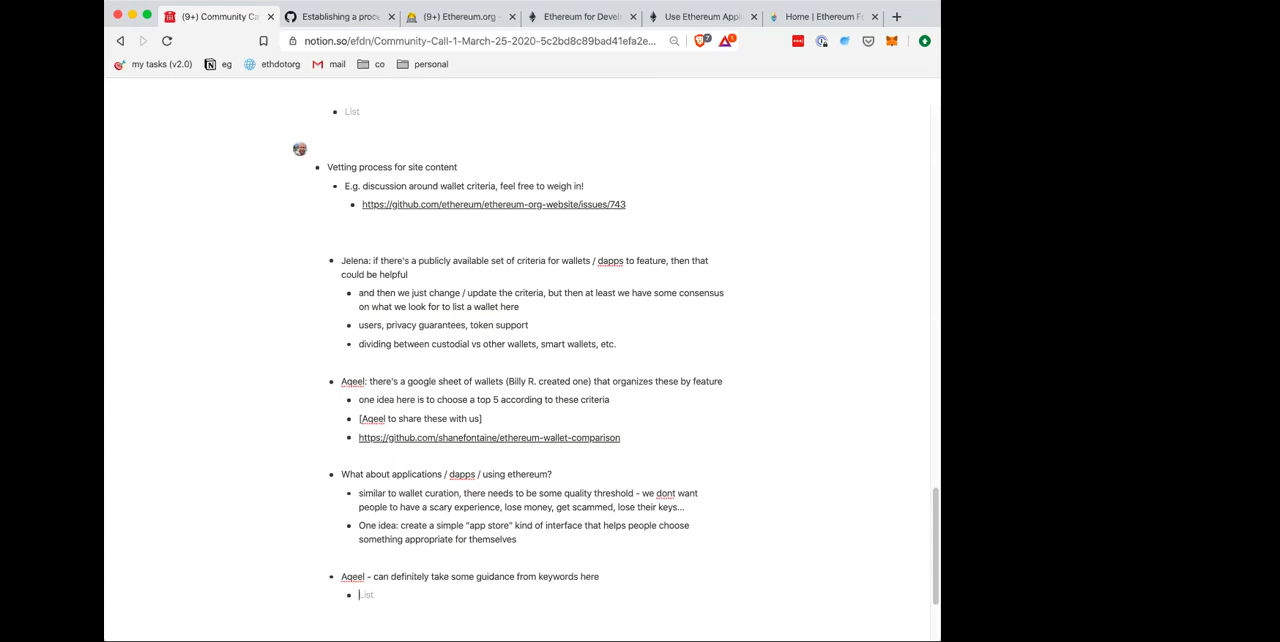 (9+) Community Ca
Establishing a proce
(9+) Ethereum.org
Ethereum for Devel
Use Ethereum Appli
Home | Ethereum Fo
notion.so/efdn/Community-Call-1-March-25-2020-5c2bd8c89bad41efa2e...
7
1
my tasks (v2.0)
eg
ethdotorg
mail
co
personal
List
Vetting process for site content
E.g. discussion around wallet criteria, feel free to weigh in!
https://github.com/ethereum/ethereum-org-website/issues/743
Jelena: if there's a publicly available set of criteria for wallets / dapps to feature, then that
could be helpful
and then we just change / update the criteria, but then at least we have some consensus
on what we look for to list a wallet here
users, privacy guarantees, token support
dividing between custodial vs other wallets, smart wallets, etc.
Aqeel: there's a google sheet of wallets (Billy R. created one) that organizes these by feature
one idea here is to choose a top 5 according to these criteria
[Aqeel to share these with us]
https://github.com/shanefontaine/ethereum-wallet-comparison
What about applications / dapps / using ethereum?
similar to wallet curation, there needs to be some quality threshold - we dont want
people to have a scary experience, lose money, get scammed, lose their keys...
One idea: create a simple "app store" kind of interface that helps people choose
something appropriate for themselves
Aqeel - can definitely take some guidance from keywords here
List